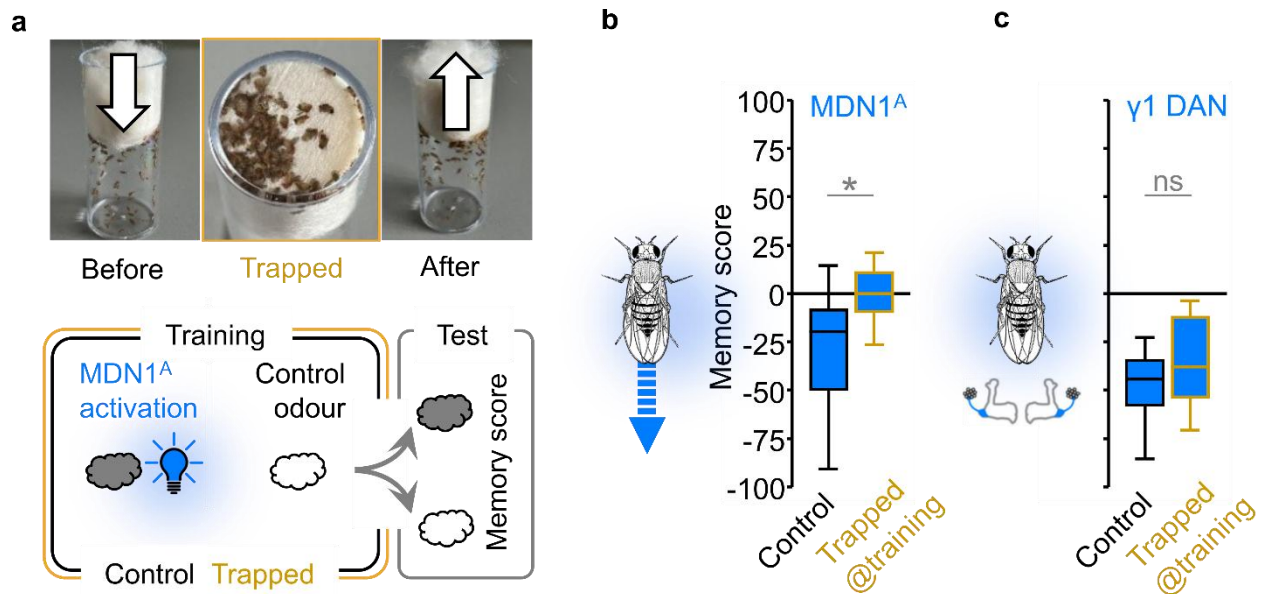 a
Before
Trapped
After
Training
MDN1ᴬ
activation
Control
odour
Control Trapped
Test
Memory score
b
MDN1ᴬ
Memory score
100
75
50
25
0
-25
-50
-75
-100
*
Control
Trapped
@training
c
γ1 DAN
ns
Control
Trapped
@training